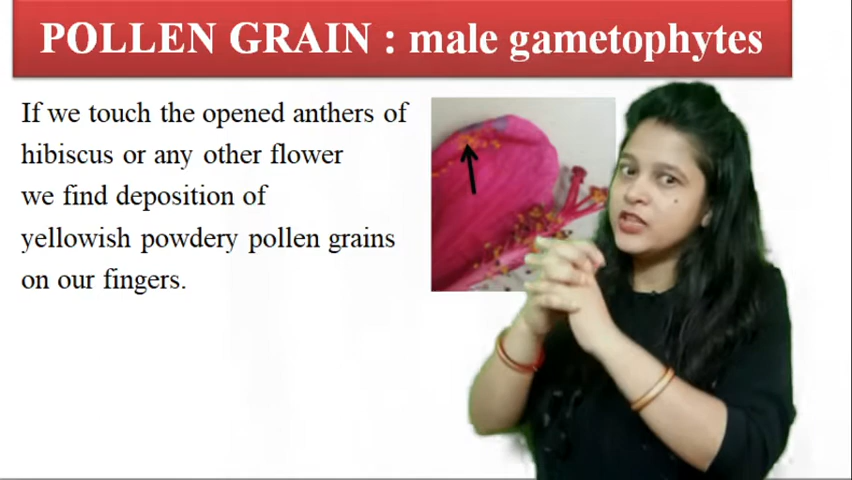 POLLEN GRAIN : male gametophytes
If we touch the opened anthers of
hibiscus or any other flower
we find deposition of
yellowish powdery pollen grains
on our fingers.